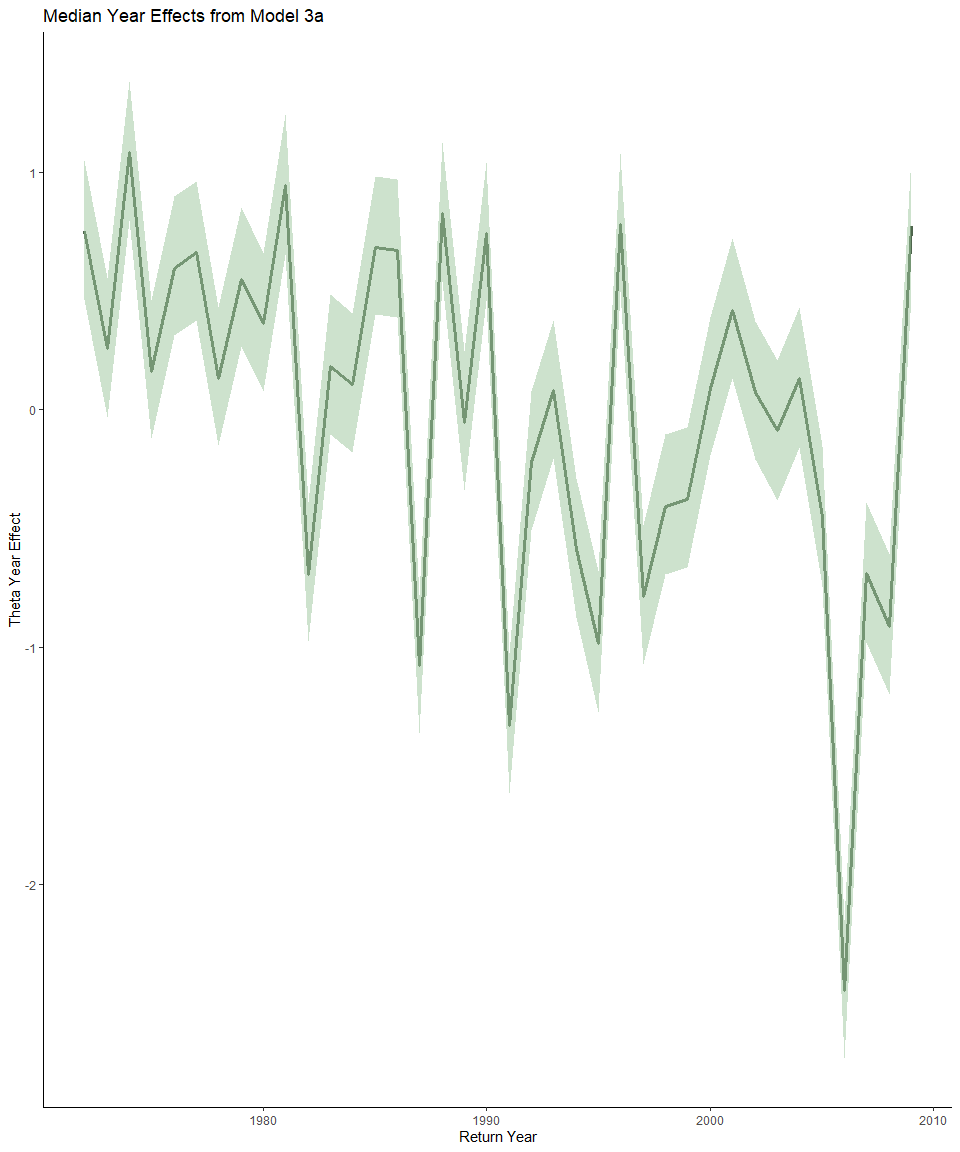 Median Year Effects from Model 3a
Theta Year Effect
1
0
-1
-2
1980
1990
2000
2010
Return Year